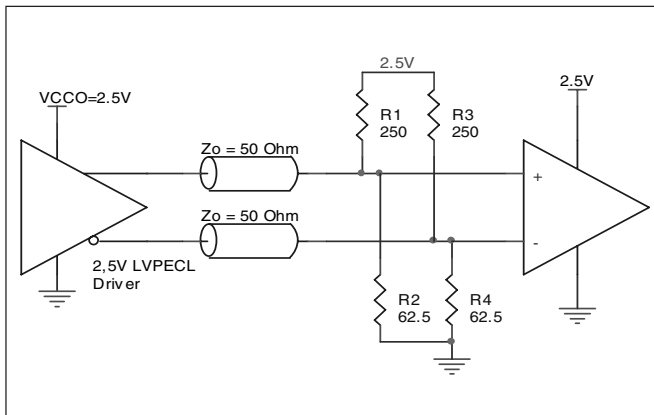 2.5V
VCCO=2.5V
2.5V
R1
250
R3
250
Zo = 50 Ohm
+
Zo = 50 Ohm
-
2,5V LVPECL
Driver
R2
62.5
R4
62.5